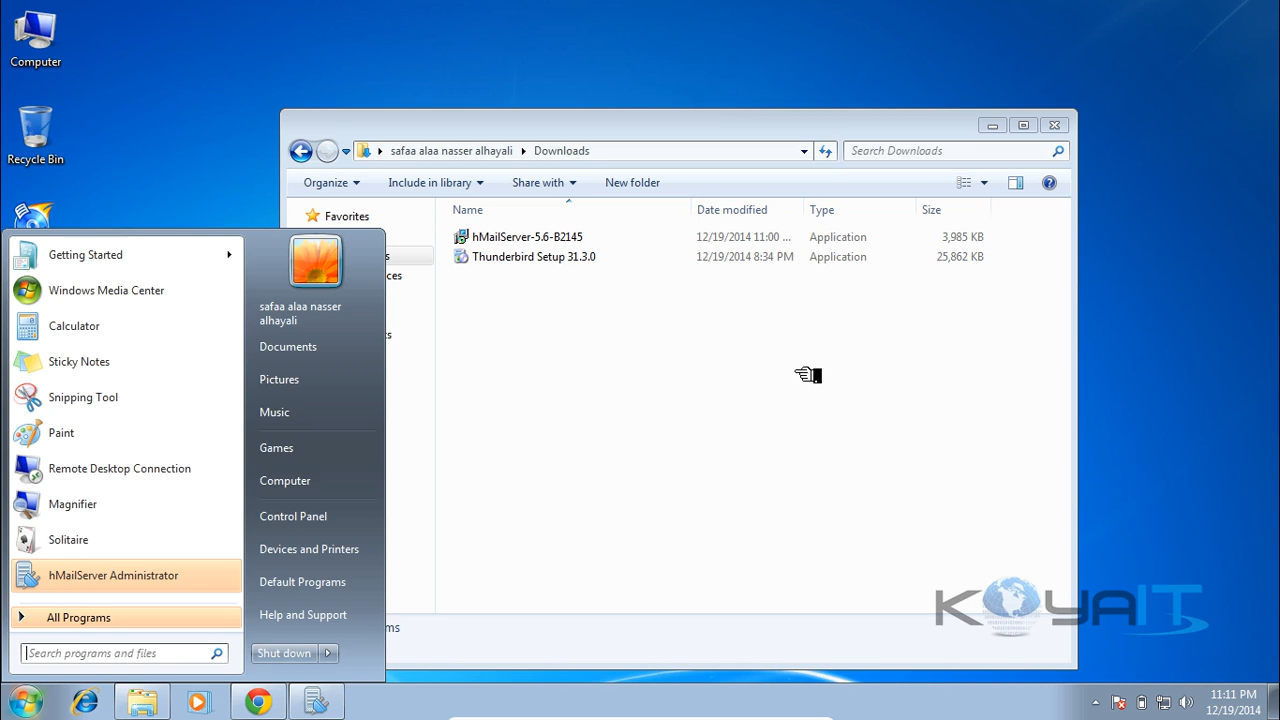 Computer
Recycle Bin
safaa alaa nasser alhayali
Downloads
Search Downloads
Organize
Include in library
Share with
New folder
Favorites
Name
Date modified
Type
Size
hMailServer-5.6-B2145
12/19/2014 11:00 ...
Application
3,985 KB
Thunderbird Setup 31.3.0
12/19/2014 8:34 PM
Application
25,862 KB
Getting Started
Windows Media Center
Calculator
Sticky Notes
Snipping Tool
Paint
Remote Desktop Connection
Magnifier
Solitaire
hMailServer Administrator
All Programs
Search programs and files
safaa alaa nasser
alhayali
Documents
Pictures
Music
Games
Computer
Control Panel
Devices and Printers
Default Programs
Help and Support
Shut down
KOYAIT
11:11 PM
12/19/2014